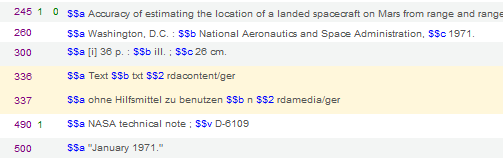 245 1 0 $$a Accuracy of estimating the location of a landed spacecraft on Mars from range and range
260 $$a Washington, D.C. : $$b National Aeronautics and Space Administration, $$c 1971.
300 $$a [i] 36 p. : $$b ill. ; $$c 26 cm.
336 $$a Text $$b txt $$2 rdacontent/ger
337 $$a ohne Hilfsmittel zu benutzen $$b n $$2 rdamedia/ger
490 1 $$a NASA technical note ; $$v D-6109
500 $$a "January 1971."